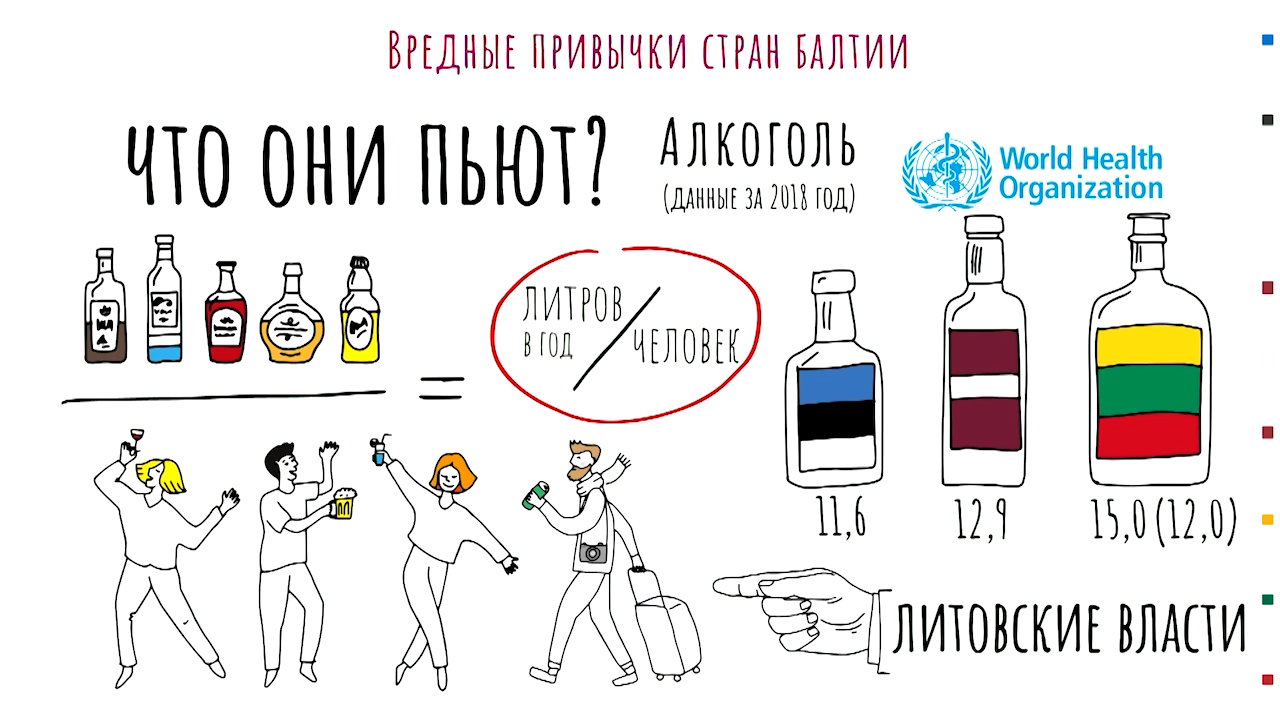 Вредные привычки стран Балтии
что они пьют?
Алкоголь
(данные за 2018 год)
World Health
Organization
литров
в год
человек
=
11,6
12,9
15,0 (12,0)
литовские власти